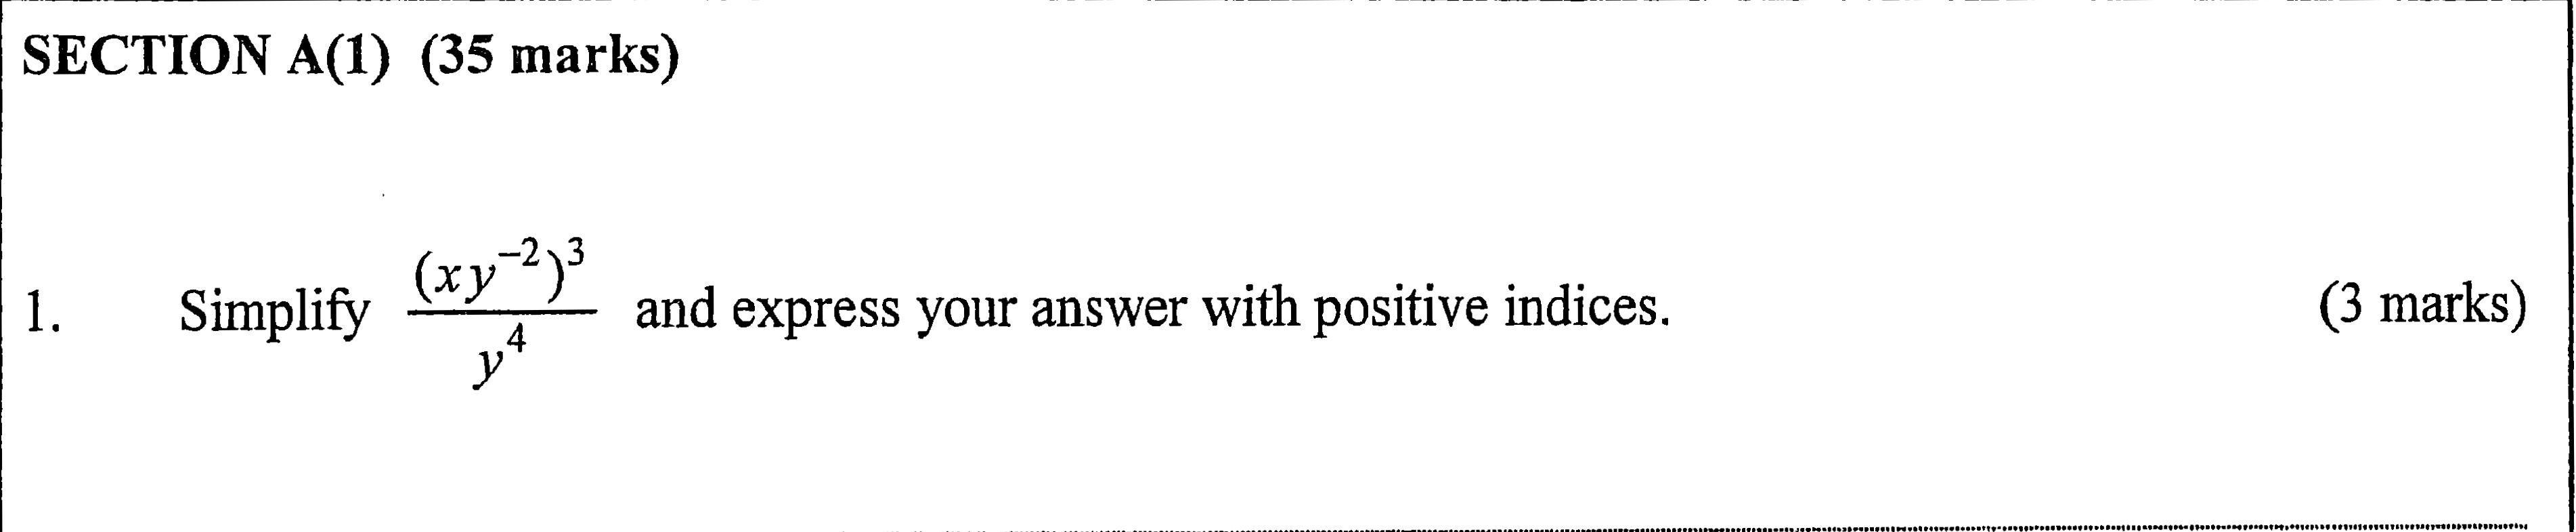 SECTION A(1) (35 marks)
1. Simplify \frac{(xy^{-2})^3}{y^4} and express your answer with positive indices. (3 marks)